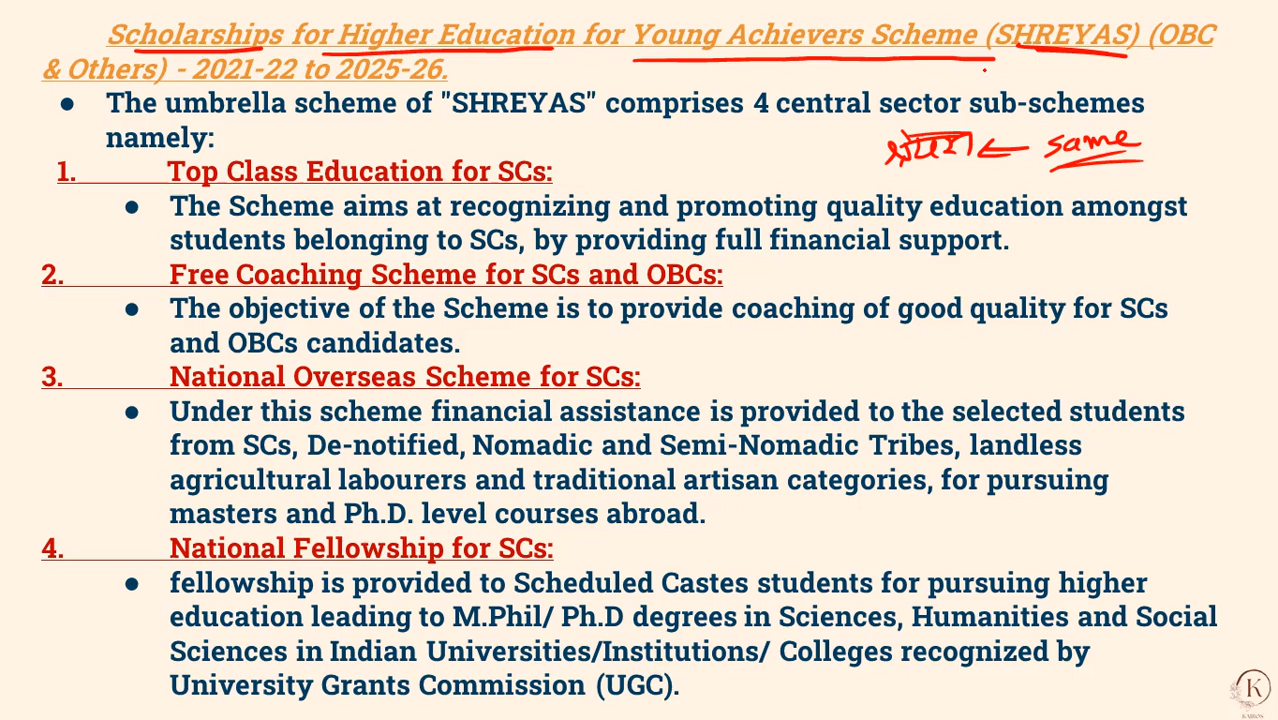 Scholarships for Higher Education for Young Achievers Scheme (SHREYAS) (OBC
& Others) - 2021-22 to 2025-26.
● The umbrella scheme of "SHREYAS" comprises 4 central sector sub-schemes
namely:
same
1. Top Class Education for SCs:
● The Scheme aims at recognizing and promoting quality education amongst
students belonging to SCs, by providing full financial support.
2. Free Coaching Scheme for SCs and OBCs:
● The objective of the Scheme is to provide coaching of good quality for SCs
and OBCs candidates.
3. National Overseas Scheme for SCs:
● Under this scheme financial assistance is provided to the selected students
from SCs, De-notified, Nomadic and Semi-Nomadic Tribes, landless
agricultural labourers and traditional artisan categories, for pursuing
masters and Ph.D. level courses abroad.
4. National Fellowship for SCs:
● fellowship is provided to Scheduled Castes students for pursuing higher
education leading to M.Phil/ Ph.D degrees in Sciences, Humanities and Social
Sciences in Indian Universities/Institutions/ Colleges recognized by
University Grants Commission (UGC).
K